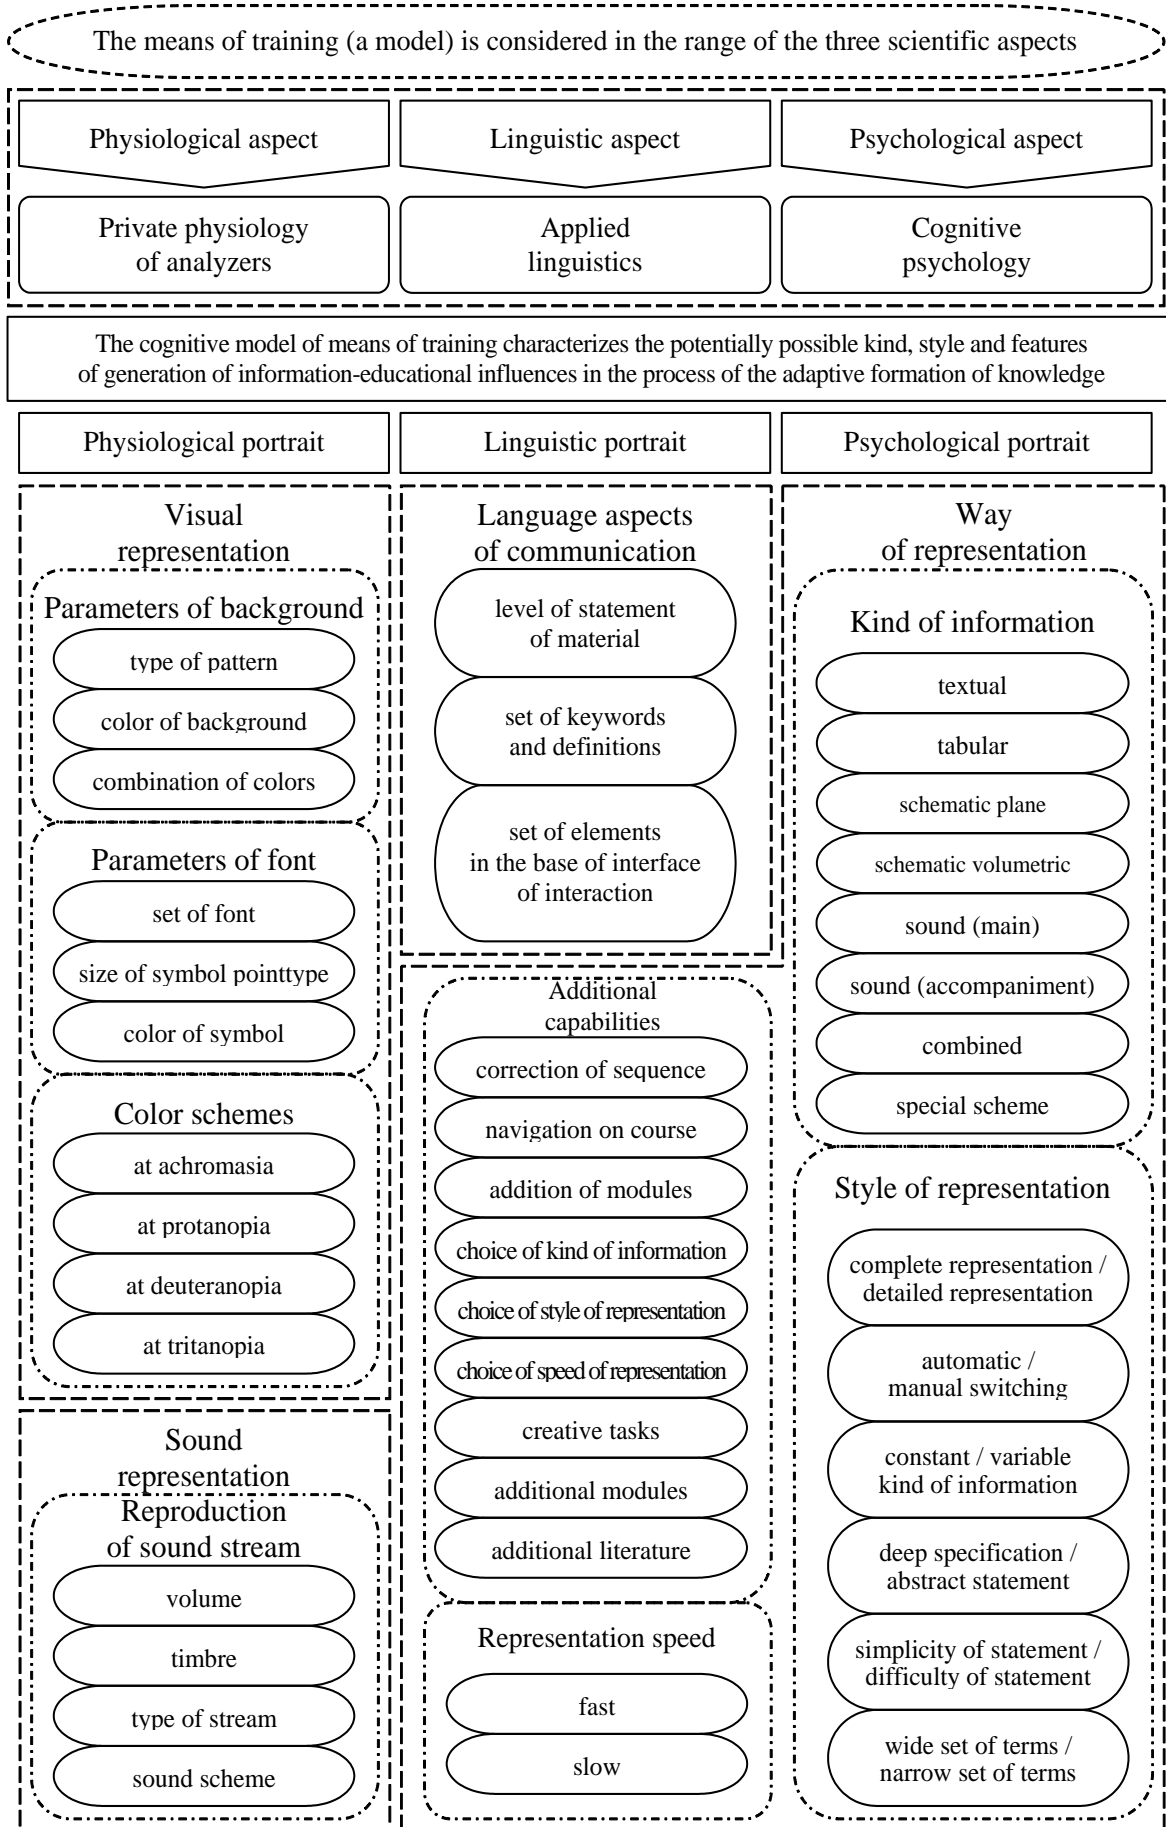 The means of training (a model) is considered in the range of the three scientific aspects
Physiological aspect
Linguistic aspect
Psychological aspect
Private physiology
of analyzers
Applied
linguistics
Cognitive
psychology
The cognitive model of means of training characterizes the potentially possible kind, style and features
of generation of information-educational influences in the process of the adaptive formation of knowledge
Physiological portrait
Linguistic portrait
Psychological portrait
Visual
representation
Parameters of background
type of pattern
color of background
combination of colors
Parameters of font
set of font
size of symbol pointtype
color of symbol
Color schemes
at achromasia
at protanopia
at deuteranopia
at tritanopia
Sound
representation
Reproduction
of sound stream
volume
timbre
type of stream
sound scheme
Language aspects
of communication
level of statement
of material
set of keywords
and definitions
set of elements
in the base of interface
of interaction
Additional
capabilities
correction of sequence
navigation on course
addition of modules
choice of kind of information
choice of style of representation
choice of speed of representation
creative tasks
additional modules
additional literature
Representation speed
fast
slow
Way
of representation
Kind of information
textual
tabular
schematic plane
schematic volumetric
sound (main)
sound (accompaniment)
combined
special scheme
Style of representation
complete representation /
detailed representation
automatic /
manual switching
constant / variable
kind of information
deep specification /
abstract statement
simplicity of statement /
difficulty of statement
wide set of terms /
narrow set of terms